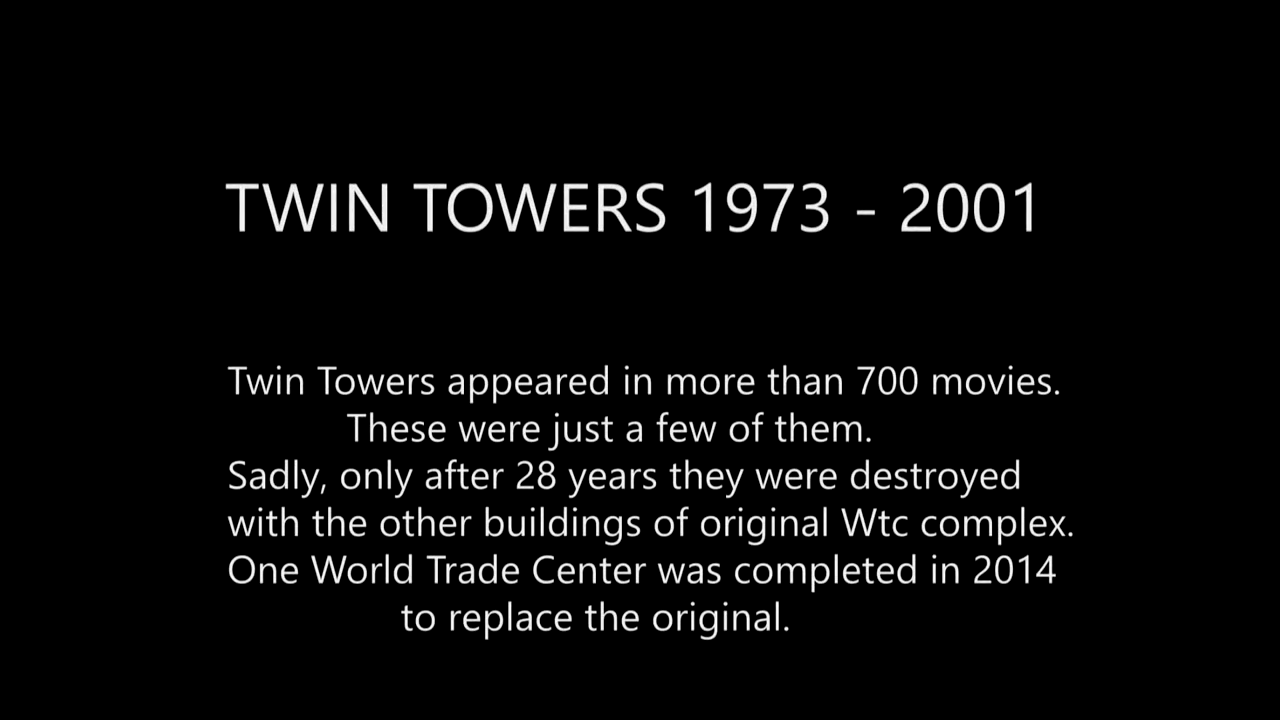 TWIN TOWERS 1973 - 2001
Twin Towers appeared in more than 700 movies.
These were just a few of them.
Sadly, only after 28 years they were destroyed
with the other buildings of original Wtc complex.
One World Trade Center was completed in 2014
to replace the original.